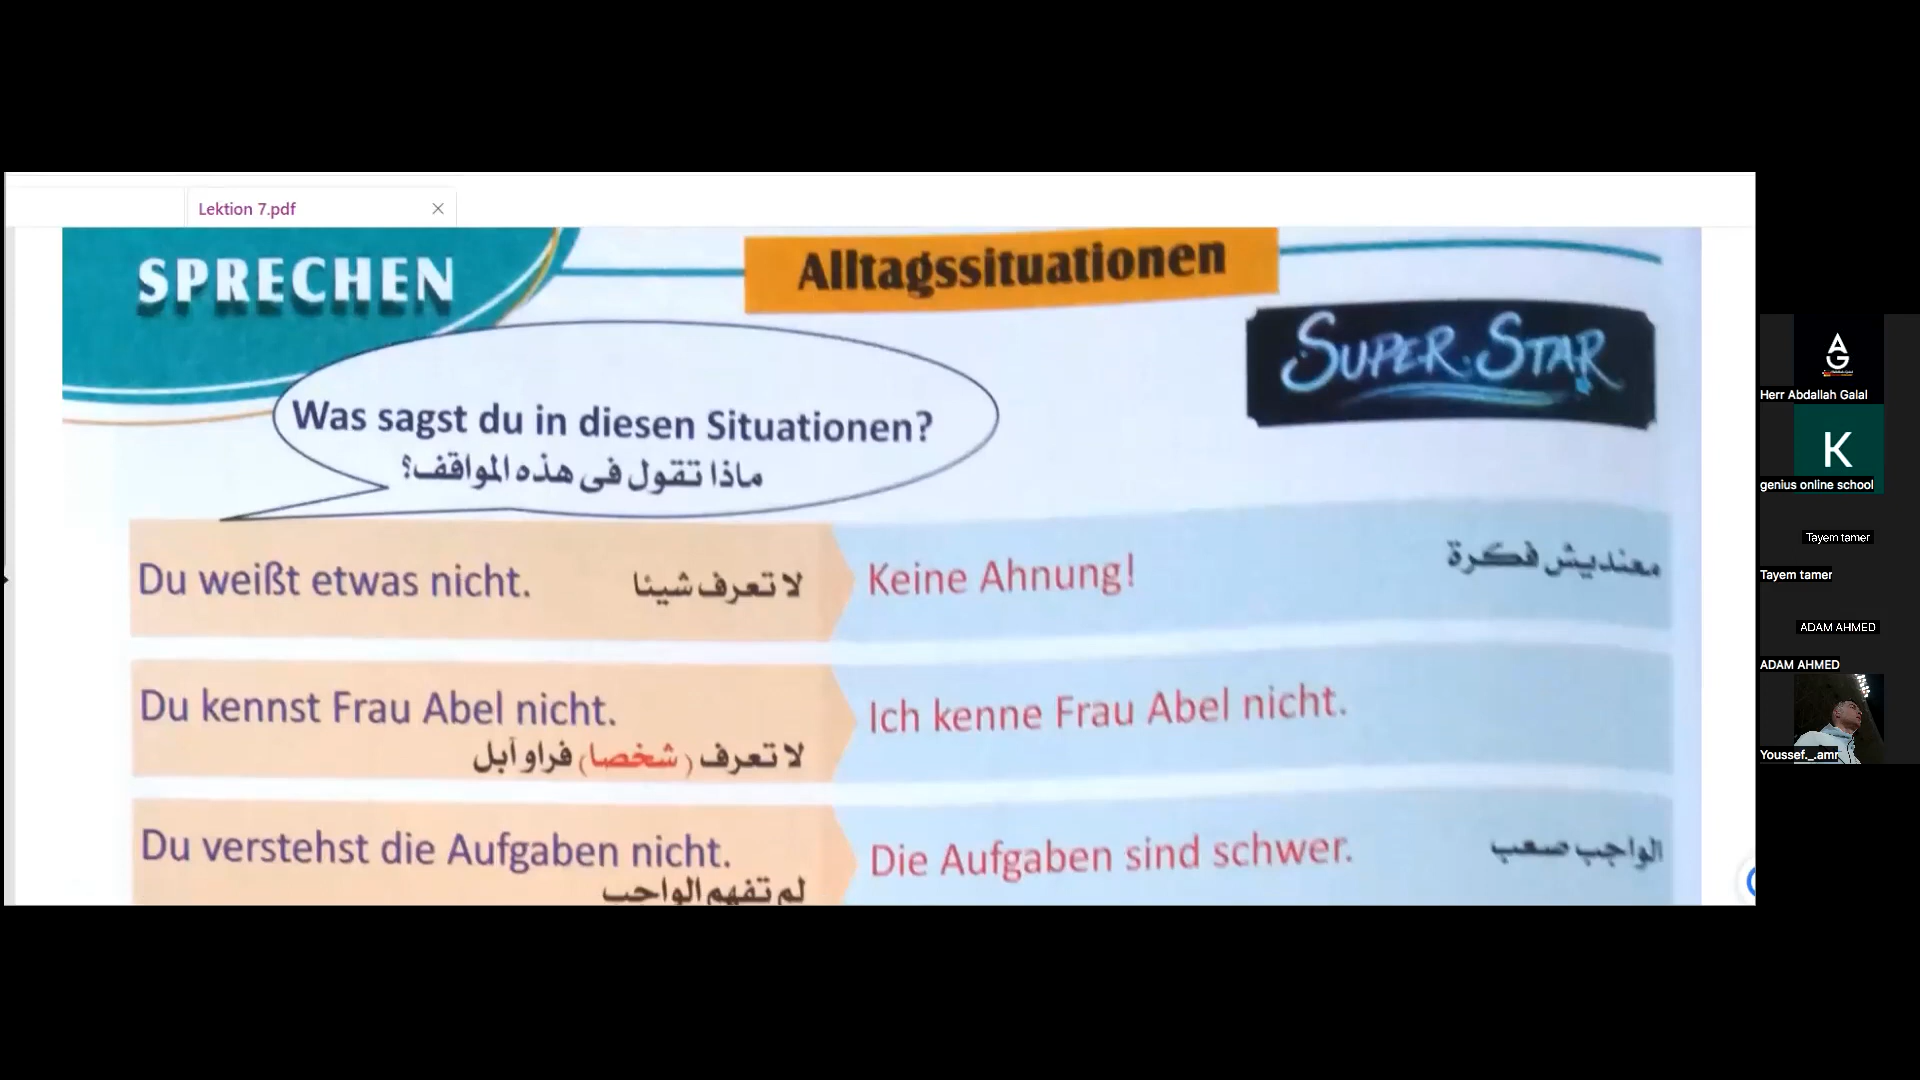 Lektion 7.pdf
SPRECHEN
Alltagssituationen
SUPER STAR
Was sagst du in diesen Situationen?
ماذا تقول فى هذه المواقف؟
Du weißt etwas nicht. لا تعرف شيئا
Keine Ahnung! معنديش فكرة
Du kennst Frau Abel nicht.
لا تعرف (شخصا) فراو آبل
Ich kenne Frau Abel nicht.
Du verstehst die Aufgaben nicht.
لم تفهم الواجب
Die Aufgaben sind schwer. الواجب صعب
AG
Herr Abdallah Galal
K
genius online school
Tayem tamer
Tayem tamer
ADAM AHMED
ADAM AHMED
Youssef._.amr